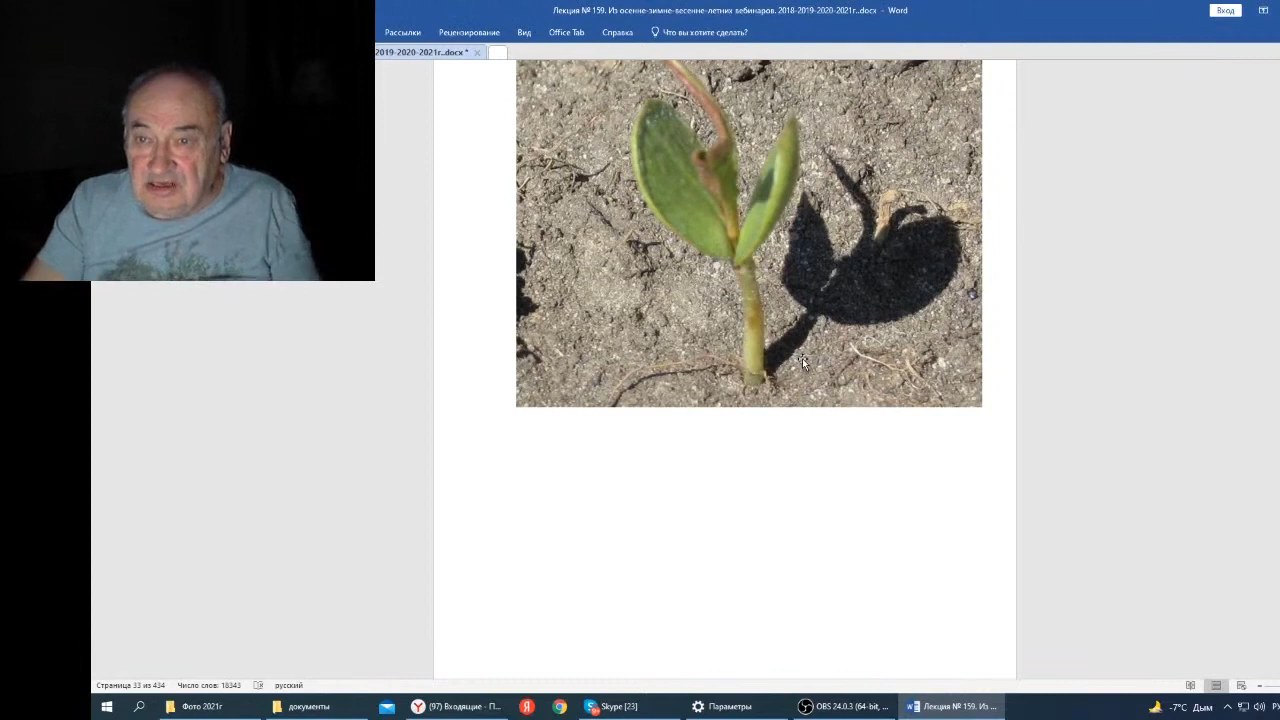 Лекция № 159. Из осенне-зимне-весенне-летних вебинаров. 2018-2019-2020-2021г..docx - Word
Вход
Рассылки Рецензирование Вид Office Tab Справка Что вы хотите сделать?
2019-2020-2021г..docx *
Страница 33 из 434 Число слов: 18343 русский
Фото 2021г документы (97) Входящие - П... Skype [23] Параметры OBS 24.0.3 (64-bit, ... Лекция № 159. Из ... -7°C Дым